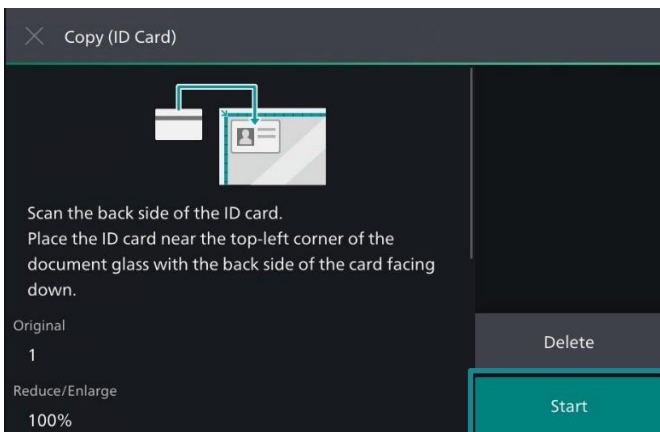 Copy (ID Card)
Scan the back side of the ID card.
Place the ID card near the top-left corner of the
document glass with the back side of the card facing
down.
Original
1
Reduce/Enlarge
100%
Delete
Start